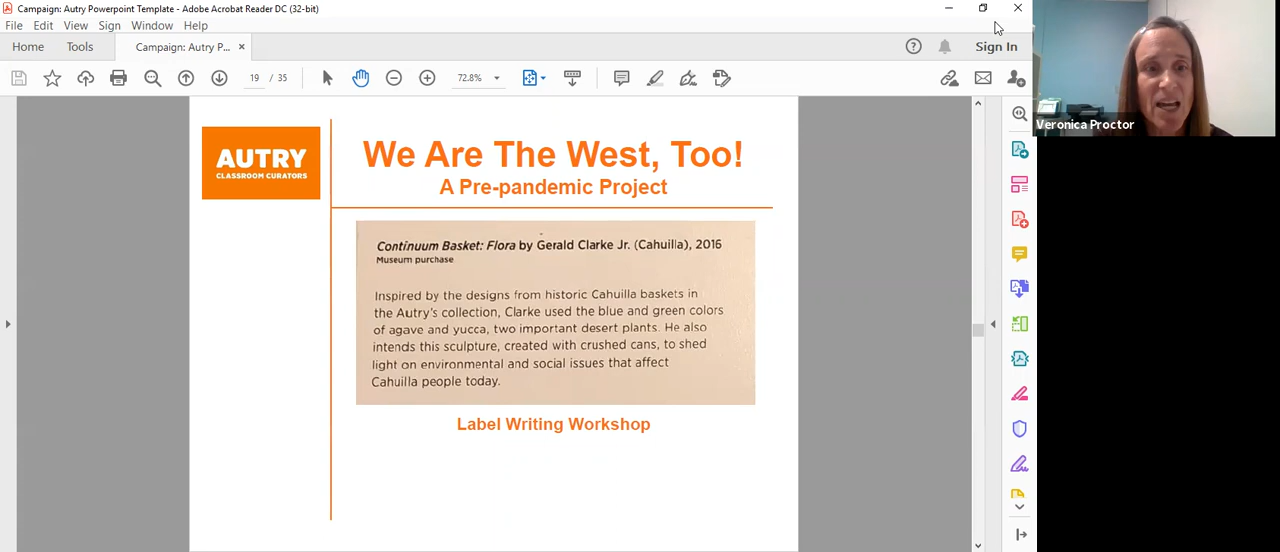 Campaign: Autry Powerpoint Template - Adobe Acrobat Reader DC (32-bit)
File Edit View Sign Window Help
Home Tools Campaign: Autry P... × Sign In
19 / 35 72.8%
Veronica Proctor
AUTRY
CLASSROOM CURATORS
We Are The West, Too!
A Pre-pandemic Project
Continuum Basket: Flora by Gerald Clarke Jr. (Cahuilla), 2016
Museum purchase
Inspired by the designs from historic Cahuilla baskets in
the Autry's collection, Clarke used the blue and green colors
of agave and yucca, two important desert plants. He also
intends this sculpture, created with crushed cans, to shed
light on environmental and social issues that affect
Cahuilla people today.
Label Writing Workshop